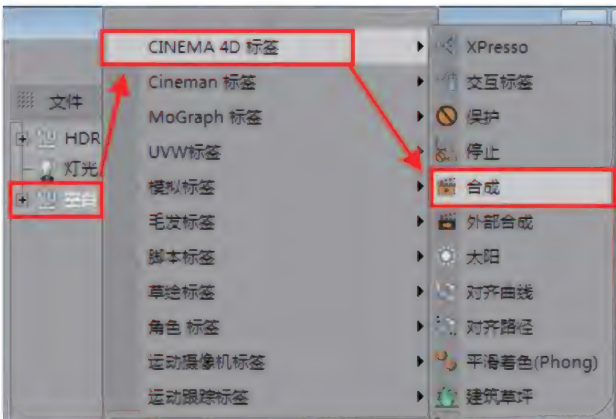 文件
HDR
灯光
空白
CINEMA 4D 标签
Cineman 标签
MoGraph 标签
UVW标签
模拟标签
毛发标签
脚本标签
草绘标签
角色 标签
运动摄像机标签
运动跟踪标签
XPresso
交互标签
保护
停止
合成
外部合成
太阳
对齐曲线
对齐路径
平滑着色(Phong)
建筑草坪